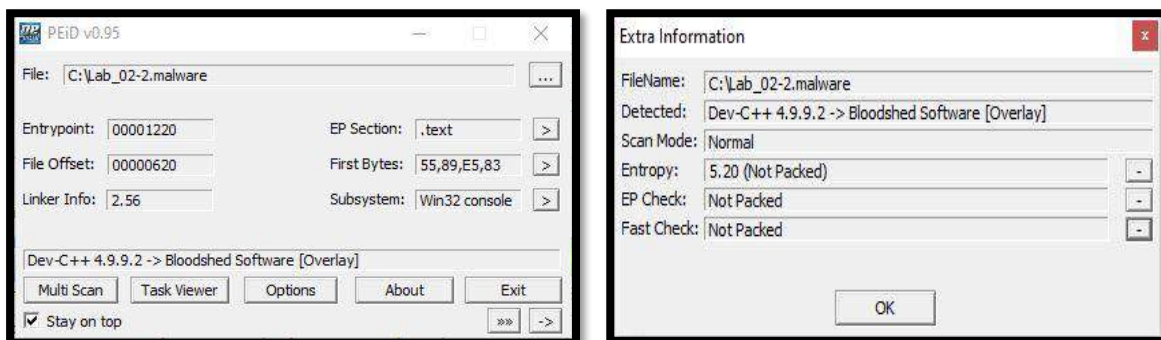 PEiD v0.95
File: C:\Lab_02-2.malware ...
Entrypoint: 00001220 EP Section: .text >
File Offset: 00000620 First Bytes: 55,89,E5,83 >
Linker Info: 2.56 Subsystem: Win32 console >
Dev-C++ 4.9.9.2 -> Bloodshed Software [Overlay]
Multi Scan Task Viewer Options About Exit
Stay on top »» ->
Extra Information x
FileName: C:\Lab_02-2.malware
Detected: Dev-C++ 4.9.9.2 -> Bloodshed Software [Overlay]
Scan Mode: Normal
Entropy: 5.20 (Not Packed) -
EP Check: Not Packed -
Fast Check: Not Packed -
OK